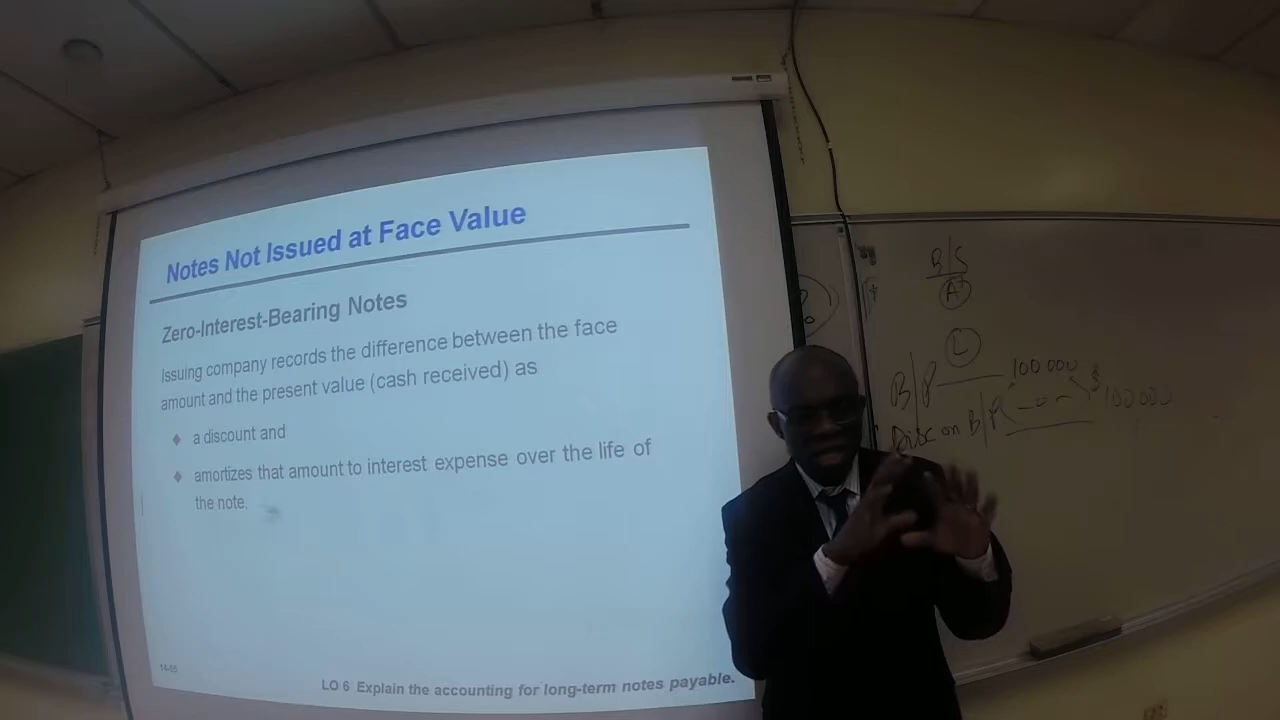 Notes Not Issued at Face Value
Zero-Interest-Bearing Notes
Issuing company records the difference between the face
amount and the present value (cash received) as
a discount and
amortizes that amount to interest expense over the life of
the note.
LO 6 Explain the accounting for long-term notes payable.
B/S
L
B/P 100 000
Disc on B/P - 0 - 100 000